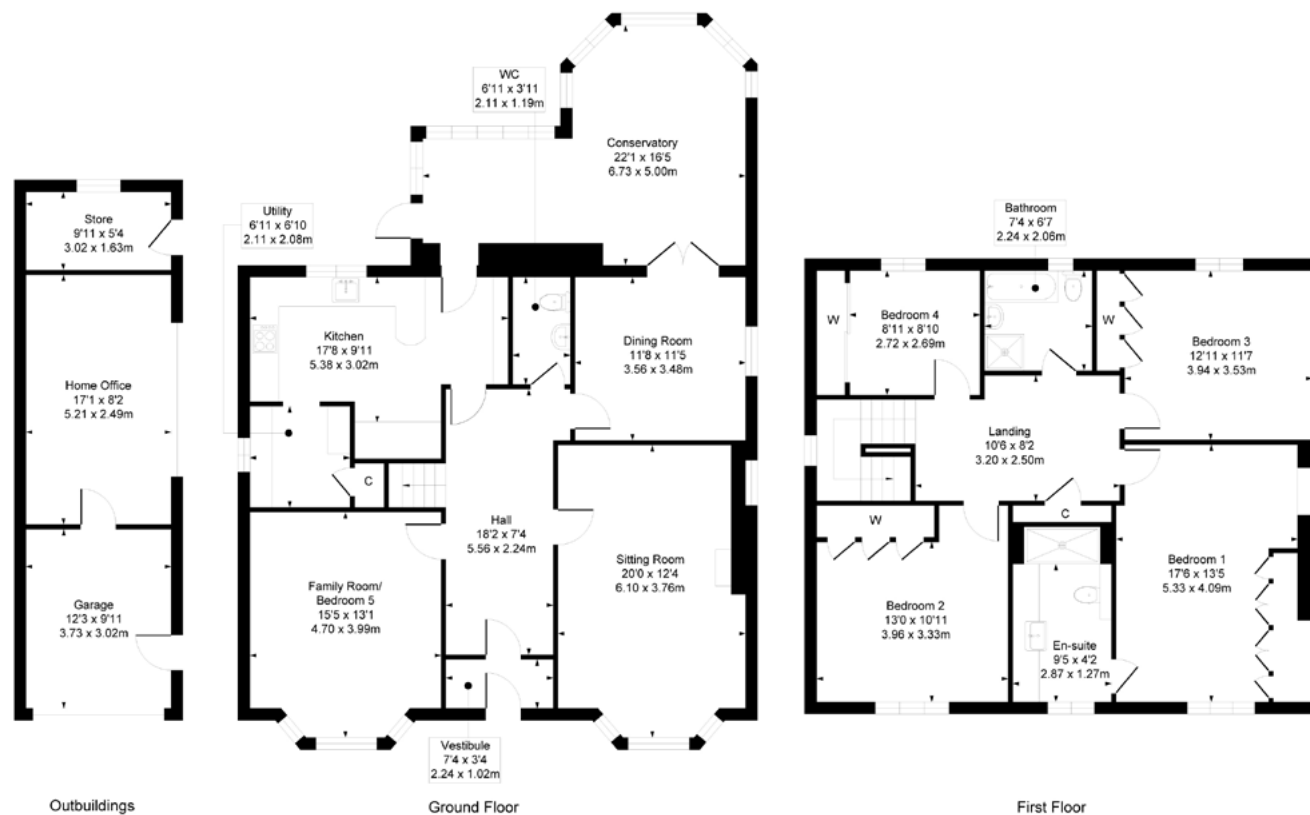 Store
9'11 x 5'4
3.02 x 1.63m
Home Office
17'1 x 8'2
5.21 x 2.49m
Garage
12'3 x 9'11
3.73 x 3.02m
Outbuildings
WC
6'11 x 3'11
2.11 x 1.19m
Conservatory
22'1 x 16'5
6.73 x 5.00m
Utility
6'11 x 6'10
2.11 x 2.08m
Kitchen
17'8 x 9'11
5.38 x 3.02m
Dining Room
11'8 x 11'5
3.56 x 3.48m
C
Hall
18'2 x 7'4
5.56 x 2.24m
Family Room/
Bedroom 5
15'5 x 13'1
4.70 x 3.99m
Sitting Room
20'0 x 12'4
6.10 x 3.76m
Vestibule
7'4 x 3'4
2.24 x 1.02m
Ground Floor
Bathroom
7'4 x 6'7
2.24 x 2.06m
W
Bedroom 4
8'11 x 8'10
2.72 x 2.69m
W
Bedroom 3
12'11 x 11'7
3.94 x 3.53m
Landing
10'6 x 8'2
3.20 x 2.50m
W
C
Bedroom 2
13'0 x 10'11
3.96 x 3.33m
En-suite
9'5 x 4'2
2.87 x 1.27m
Bedroom 1
17'6 x 13'5
5.33 x 4.09m
First Floor